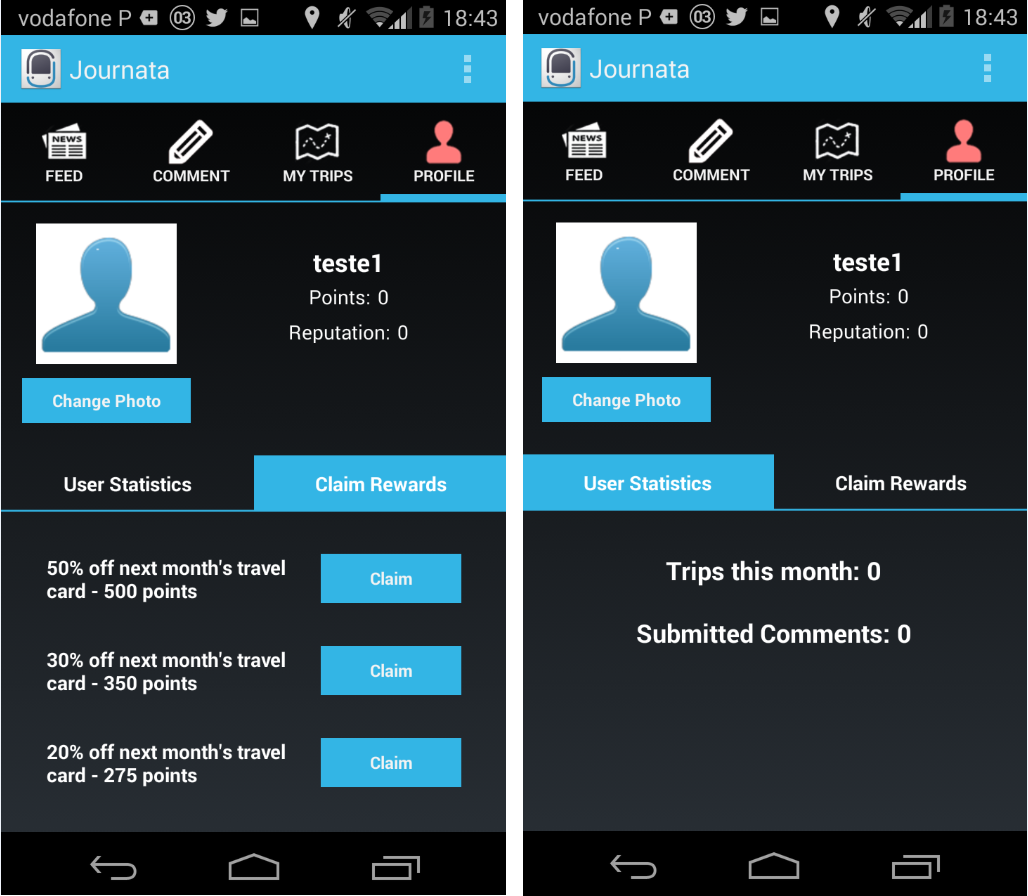 vodafone P 03 18:43
Journata
NEWS
FEED COMMENT MY TRIPS PROFILE
teste1
Points: 0
Reputation: 0
Change Photo
User Statistics Claim Rewards
50% off next month's travel
card - 500 points
Claim
30% off next month's travel
card - 350 points
Claim
20% off next month's travel
card - 275 points
Claim
vodafone P 03 18:43
Journata
NEWS
FEED COMMENT MY TRIPS PROFILE
teste1
Points: 0
Reputation: 0
Change Photo
User Statistics Claim Rewards
Trips this month: 0
Submitted Comments: 0